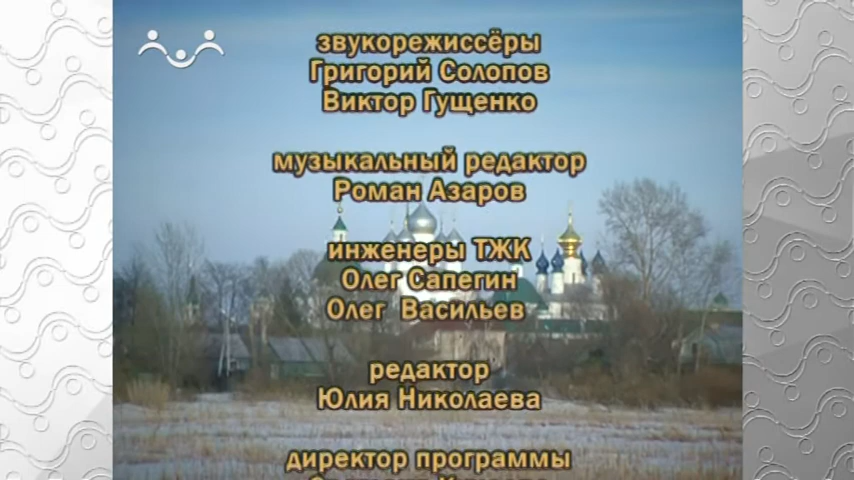 звукорежиссёры
Григорий Солопов
Виктор Гущенко
музыкальный редактор
Роман Азаров
инженеры ТЖК
Олег Сапегин
Олег Васильев
редактор
Юлия Николаева
директор программы